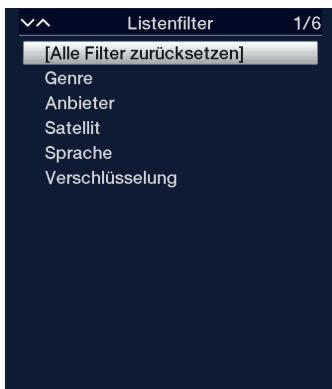 Listenfilter 1/6
[Alle Filter zurücksetzen]
Genre
Anbieter
Satellit
Sprache
Verschlüsselung